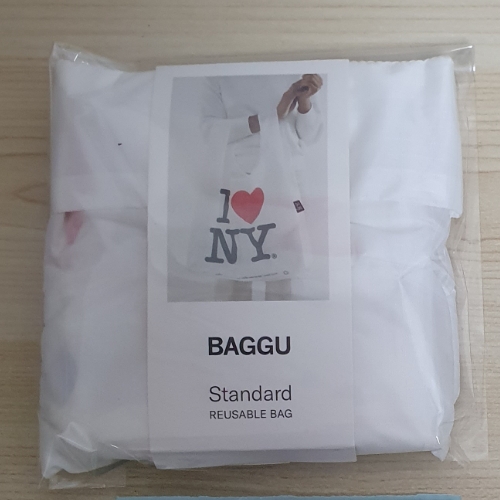 I ❤ NY®
BAGGU
Standard
REUSABLE BAG